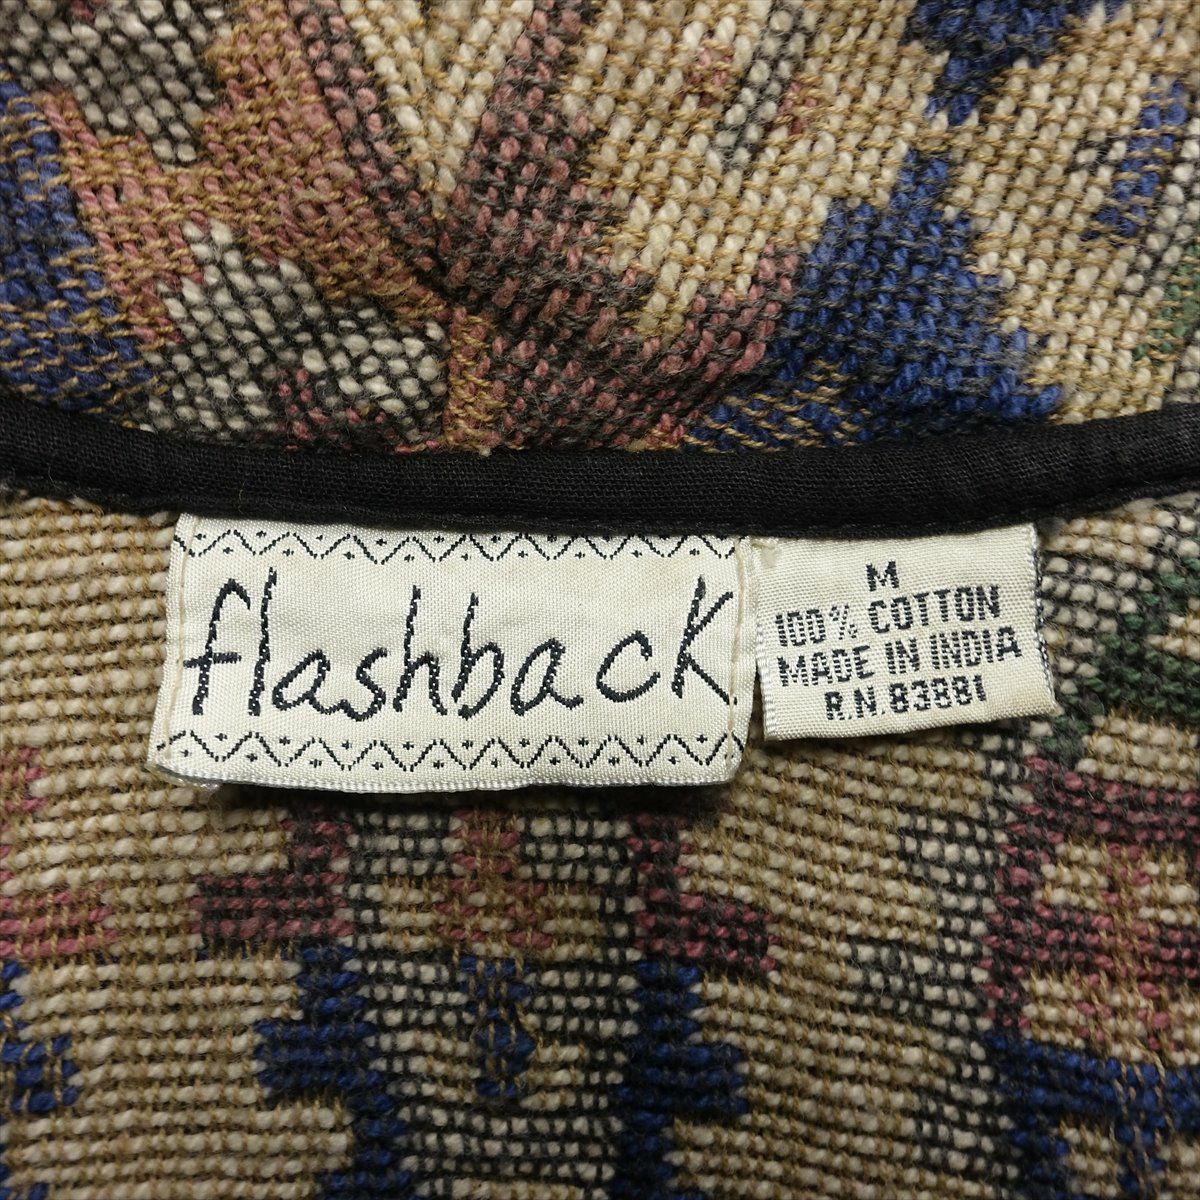 flashback
M
100% COTTON
MADE IN INDIA
R.N. 83881